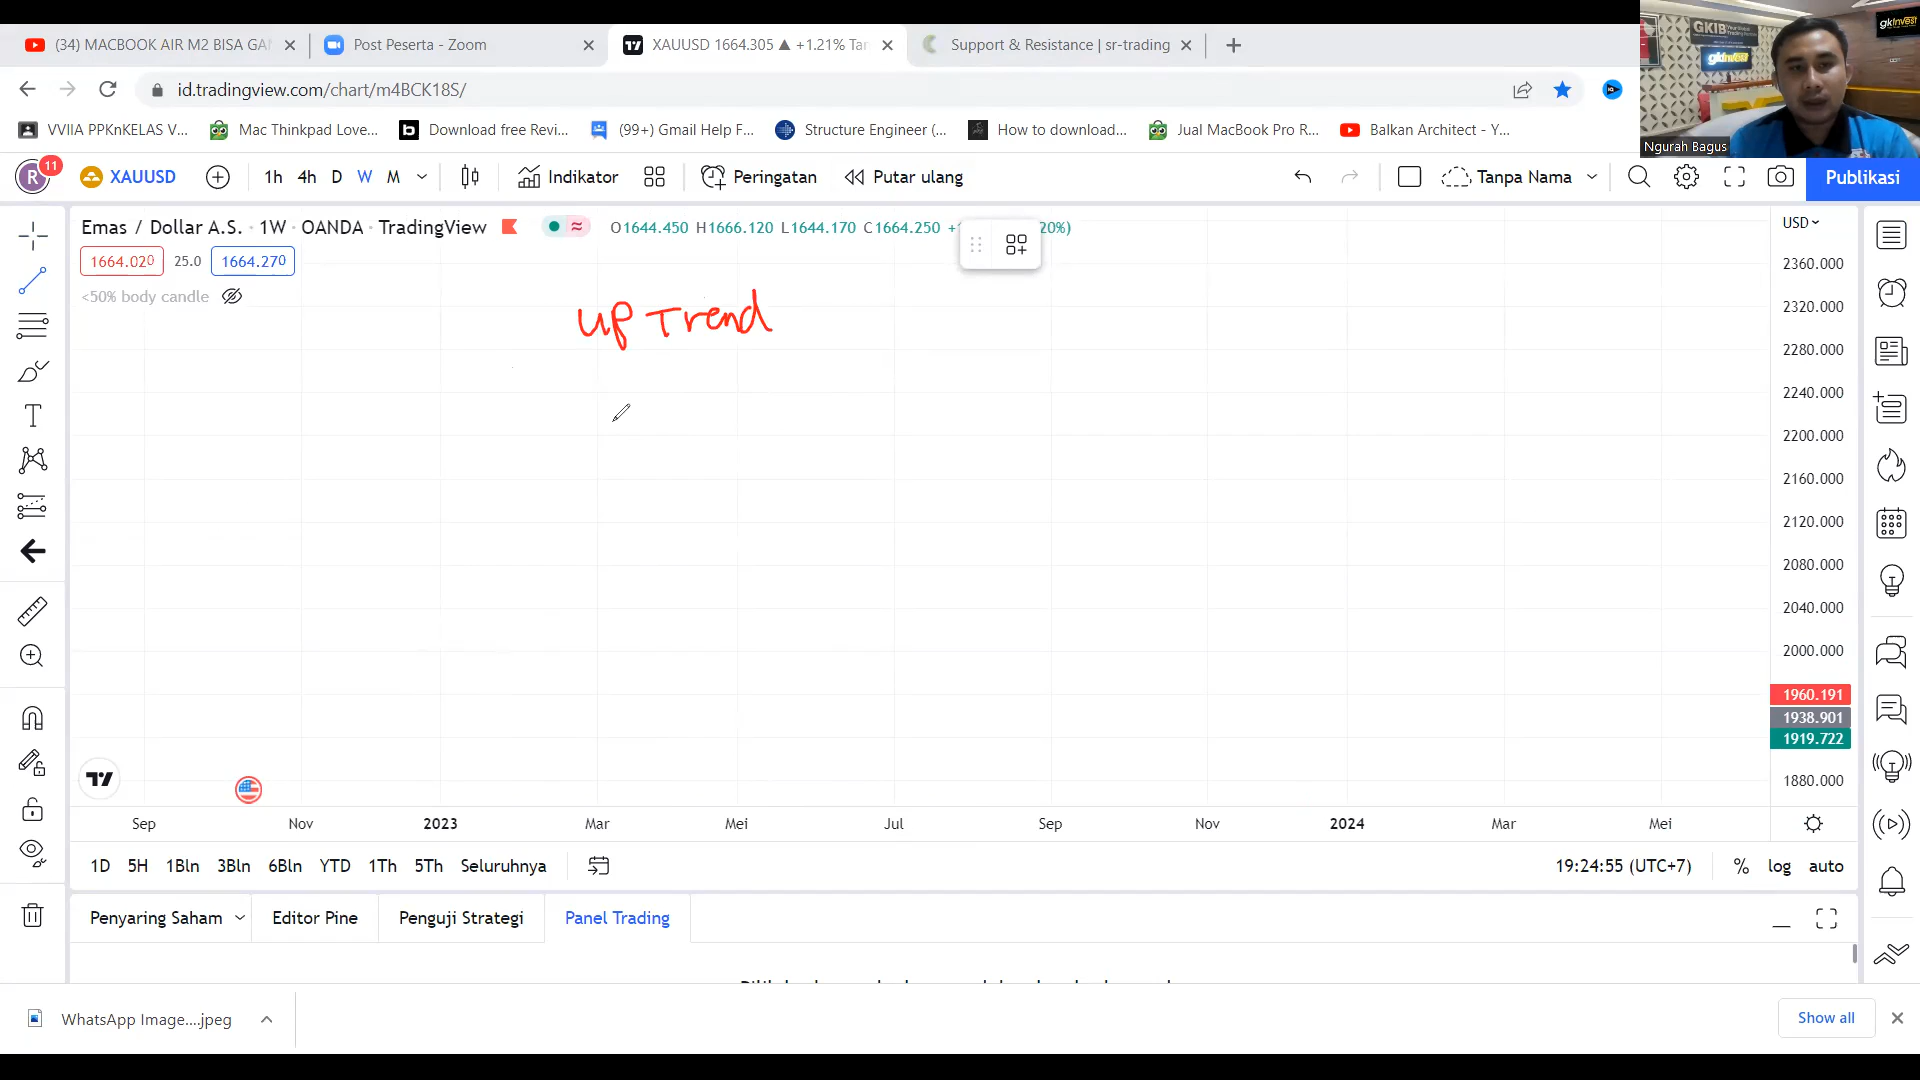 (34) MACBOOK AIR M2 BISA GAM
Post Peserta - Zoom
XAUUSD 1664.305 ▲ +1.21% Tan
Support & Resistance | sr-trading
id.tradingview.com/chart/m4BCK18S/
VVIIA PPKnKELAS V...
Mac Thinkpad Love...
Download free Revi...
(99+) Gmail Help F...
Structure Engineer (...
How to download...
Jual MacBook Pro R...
Balkan Architect - Y...
GKIB
gkinvest
gkinvest
Ngurah Bagus
R 11
XAUUSD
1h 4h D W M
Indikator
Peringatan
Putar ulang
Tanpa Nama
Publikasi
Emas / Dollar A.S. · 1W · OANDA · TradingView
O1644.450 H1666.120 L1644.170 C1664.250
20%)
1664.020 25.0 1664.270
<50% body candle
Up Trend
USD
2360.000
2320.000
2280.000
2240.000
2200.000
2160.000
2120.000
2080.000
2040.000
2000.000
1960.191
1938.901
1919.722
1880.000
Sep Nov 2023 Mar Mei Jul Sep Nov 2024 Mar Mei
1D 5H 1Bln 3Bln 6Bln YTD 1Th 5Th Seluruhnya
19:24:55 (UTC+7) % log auto
Penyaring Saham Editor Pine Penguji Strategi Panel Trading
WhatsApp Image....jpeg
Show all